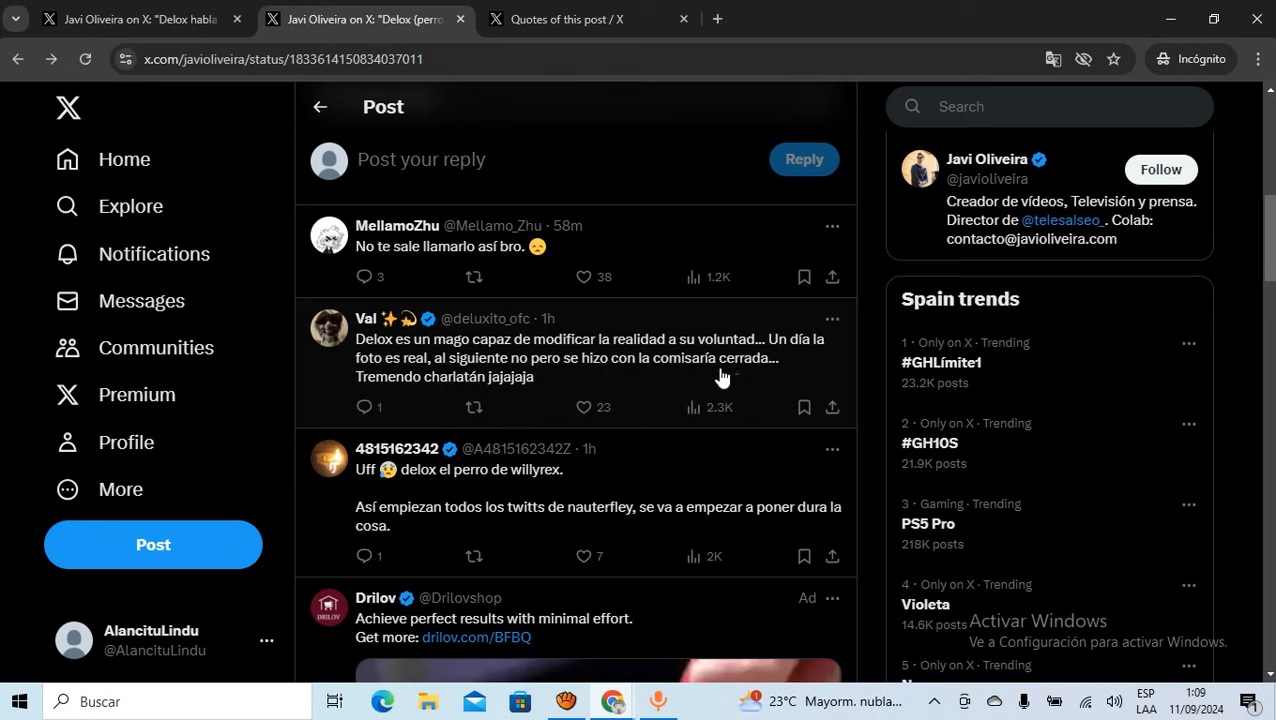 Javi Oliveira on X: "Delox habla
Javi Oliveira on X: "Delox (perro
Quotes of this post / X
x.com/javioliveira/status/1833614150834037011
Incógnito
Home
Explore
Notifications
Messages
Communities
Premium
Profile
More
Post
AlancituLindu
@AlancituLindu
Post
Post your reply
Reply
MellamoZhu @Mellamo_Zhu · 58m
No te sale llamarlo así bro. 😞
3 38 1.2K
Val ✨💫 @deluxito_ofc · 1h
Delox es un mago capaz de modificar la realidad a su voluntad... Un día la
foto es real, al siguiente no pero se hizo con la comisaría cerrada...
Tremendo charlatán jajajaja
1 23 2.3K
4815162342 @A4815162342Z · 1h
Uff 😰 delox el perro de willyrex.
Así empiezan todos los twitts de nauterfley, se va a empezar a poner dura la
cosa.
1 7 2K
Drilov @Drilovshop Ad
Achieve perfect results with minimal effort.
Get more: drilov.com/BFBQ
DRILOV
Search
Javi Oliveira
@javioliveira
Follow
Creador de vídeos, Televisión y prensa.
Director de @telesalseo_. Colab:
contacto@javioliveira.com
Spain trends
1 · Only on X · Trending
#GHLímite1
23.2K posts
2 · Only on X · Trending
#GH10S
21.9K posts
3 · Gaming · Trending
PS5 Pro
218K posts
4 · Only on X · Trending
Violeta
14.6K posts
5 · Only on X · Trending
Activar Windows
Ve a Configuración para activar Windows.
Buscar
23°C Mayorm. nubla...
ESP
LAA
1:09
11/09/2024
1
1